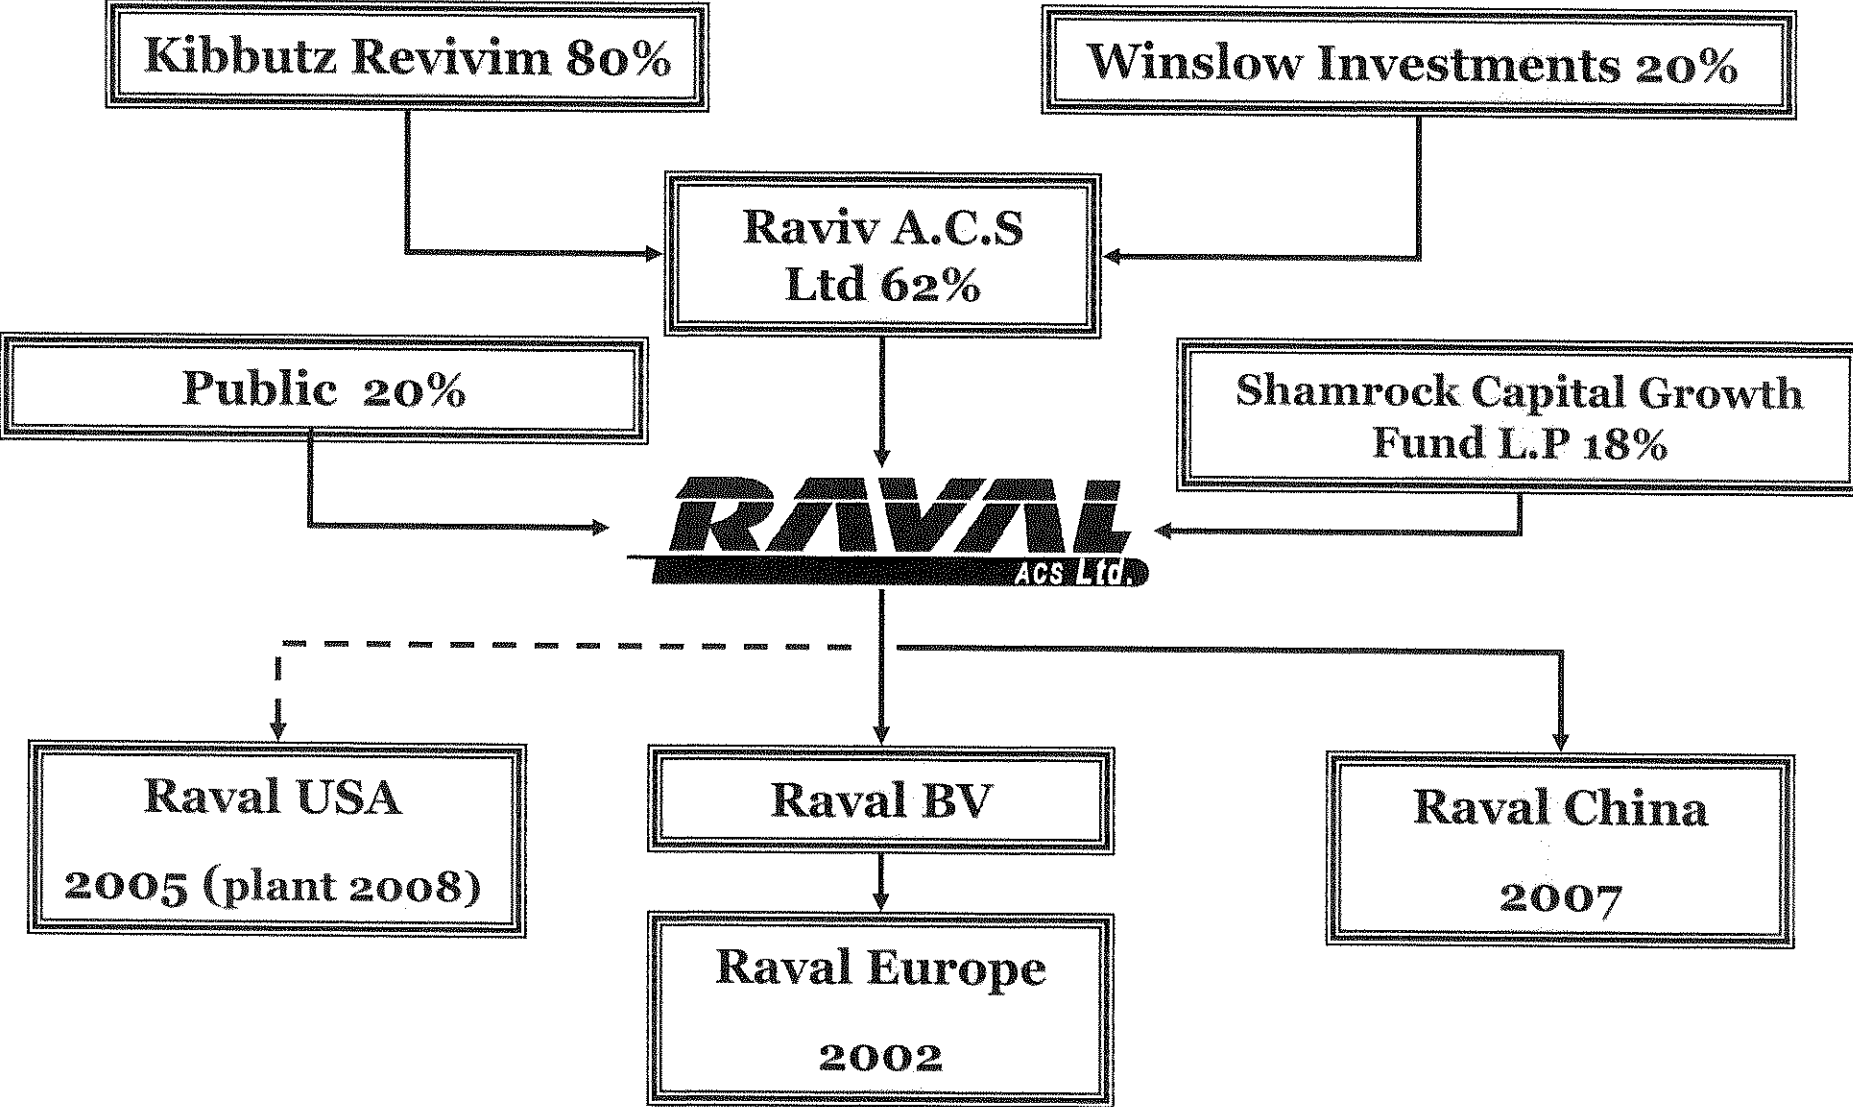 Kibbutz Revivim 80%
Winslow Investments 20%
Raviv A.C.S
Ltd 62%
Public 20%
Shamrock Capital Growth
Fund L.P 18%
RAVAL
ACS Ltd.
Raval USA
2005 (plant 2008)
Raval BV
Raval China
2007
Raval Europe
2002